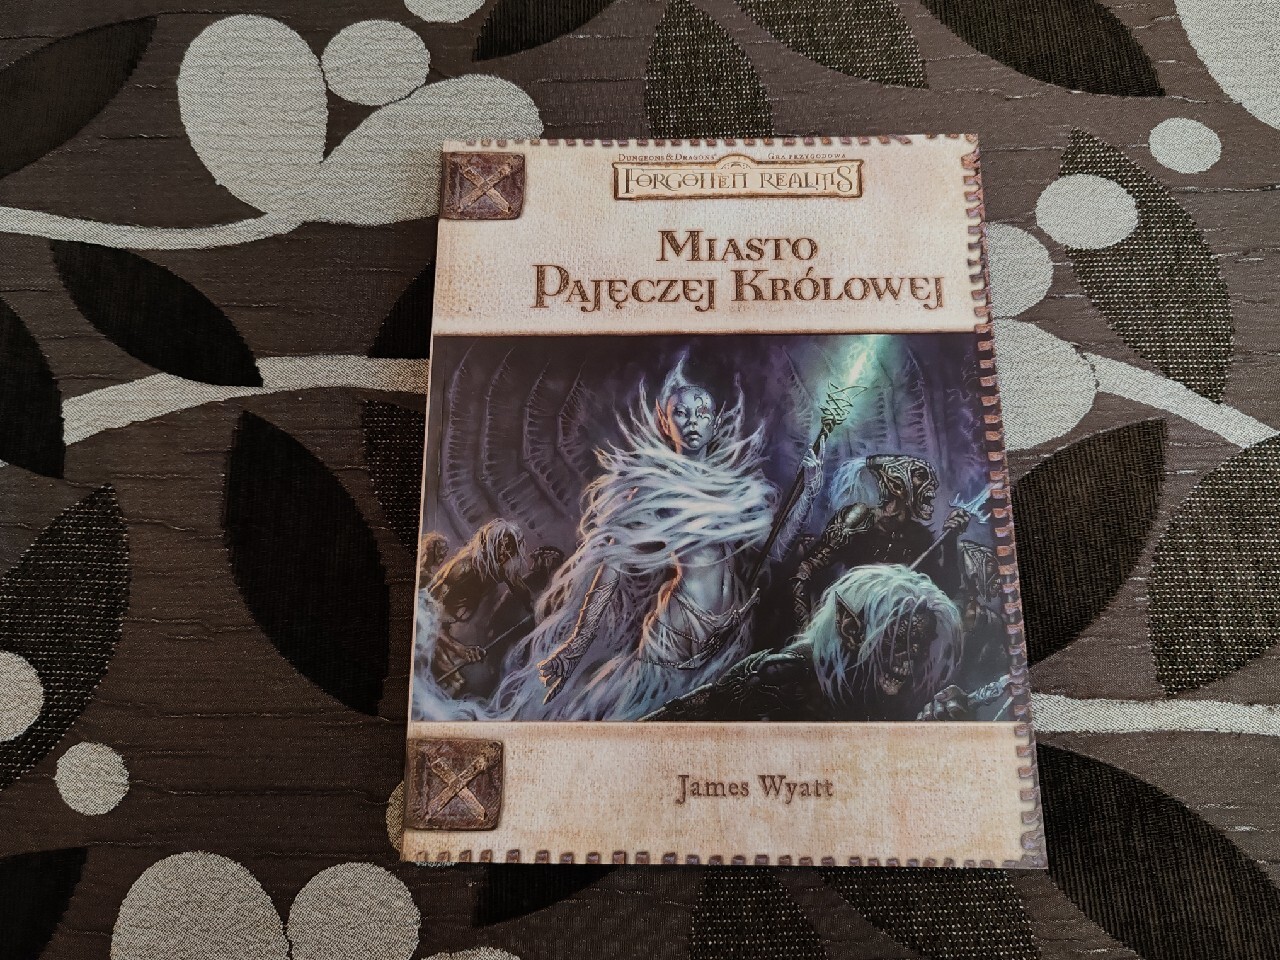 Dungeons & Dragons® Gra przygodowa
Forgotten Realms
Miasto
Pajęczej Królowej
James Wyatt